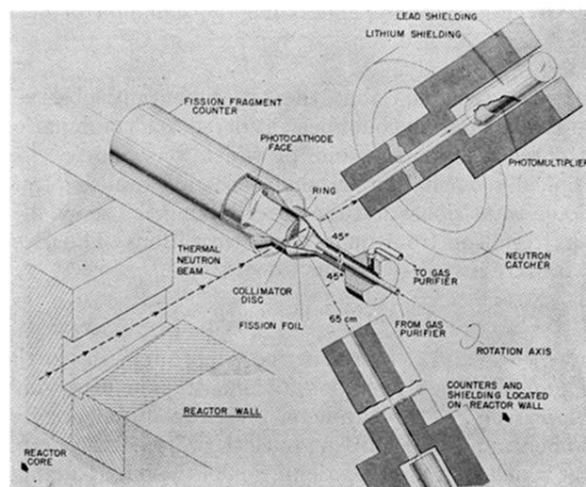 LEAD SHIELDING
LITHIUM SHIELDING
FISSION FRAGMENT
COUNTER
PHOTOCATHODE
FACE
RING
PHOTOMULTIPLIER
45°
THERMAL
NEUTRON
BEAM
NEUTRON
CATCHER
TO GAS
PURIFIER
45°
COLLIMATOR
DISC
FISSION FOIL
65 cm
FROM GAS
PURIFIER
ROTATION AXIS
REACTOR WALL
COUNTERS AND
SHIELDING LOCATED
ON REACTOR WALL
REACTOR
CORE